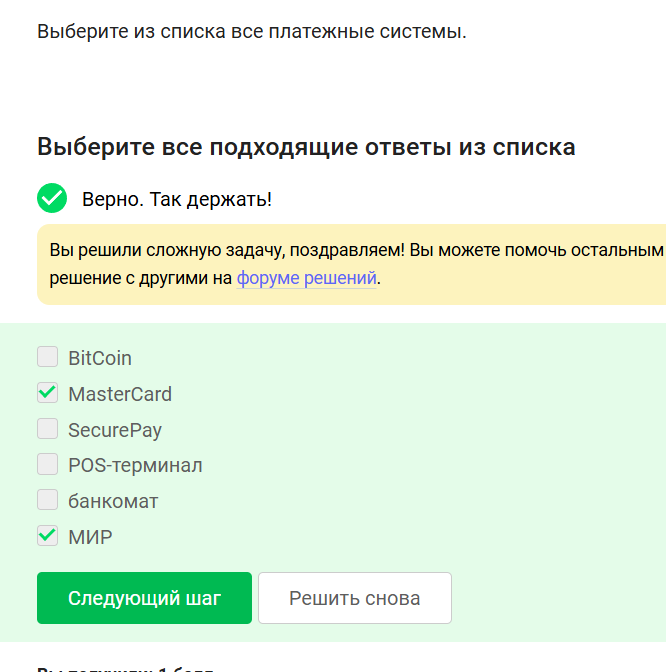 Выберите из списка все платежные системы.
Выберите все подходящие ответы из списка
Верно. Так держать!
Вы решили сложную задачу, поздравляем! Вы можете помочь остальным
решение с другими на форуме решений.
BitCoin
MasterCard
SecurePay
POS-терминал
банкомат
МИР
Следующий шаг
Решить снова